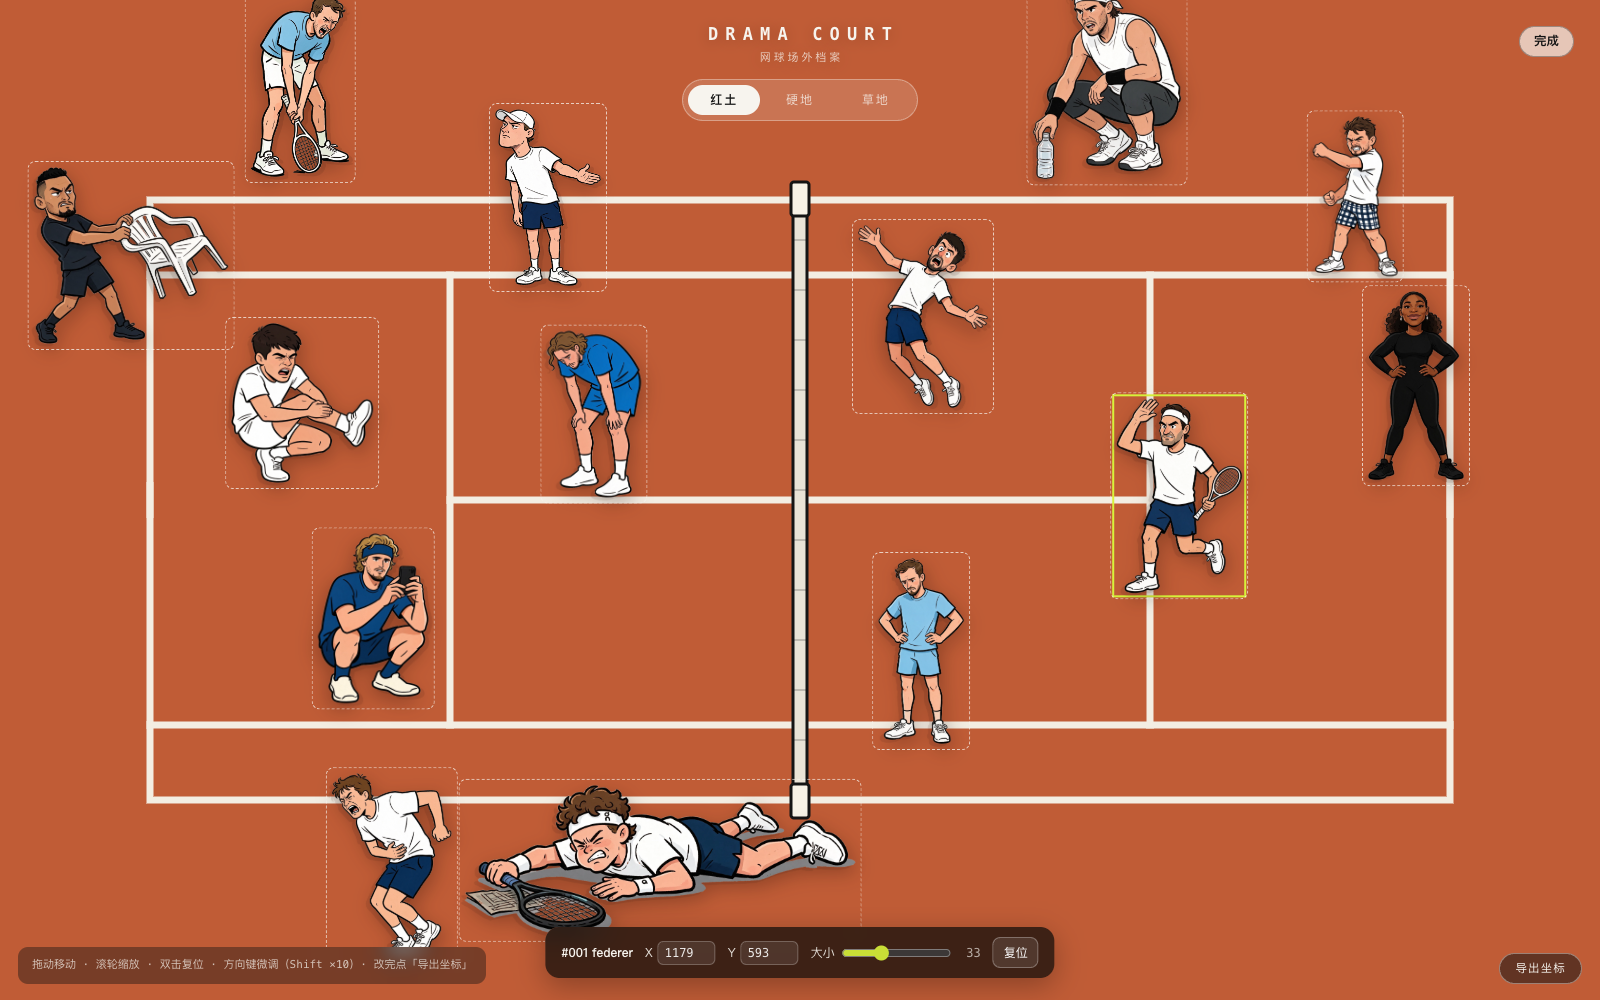 DRAMA COURT
网球场外档案
完成
红土 硬地 草地
#001 federer X 1179 Y 593 大小 33 复位
拖动移动 · 滚轮缩放 · 双击复位 · 方向键微调 (Shift ×10) · 改完点「导出坐标」
导出坐标